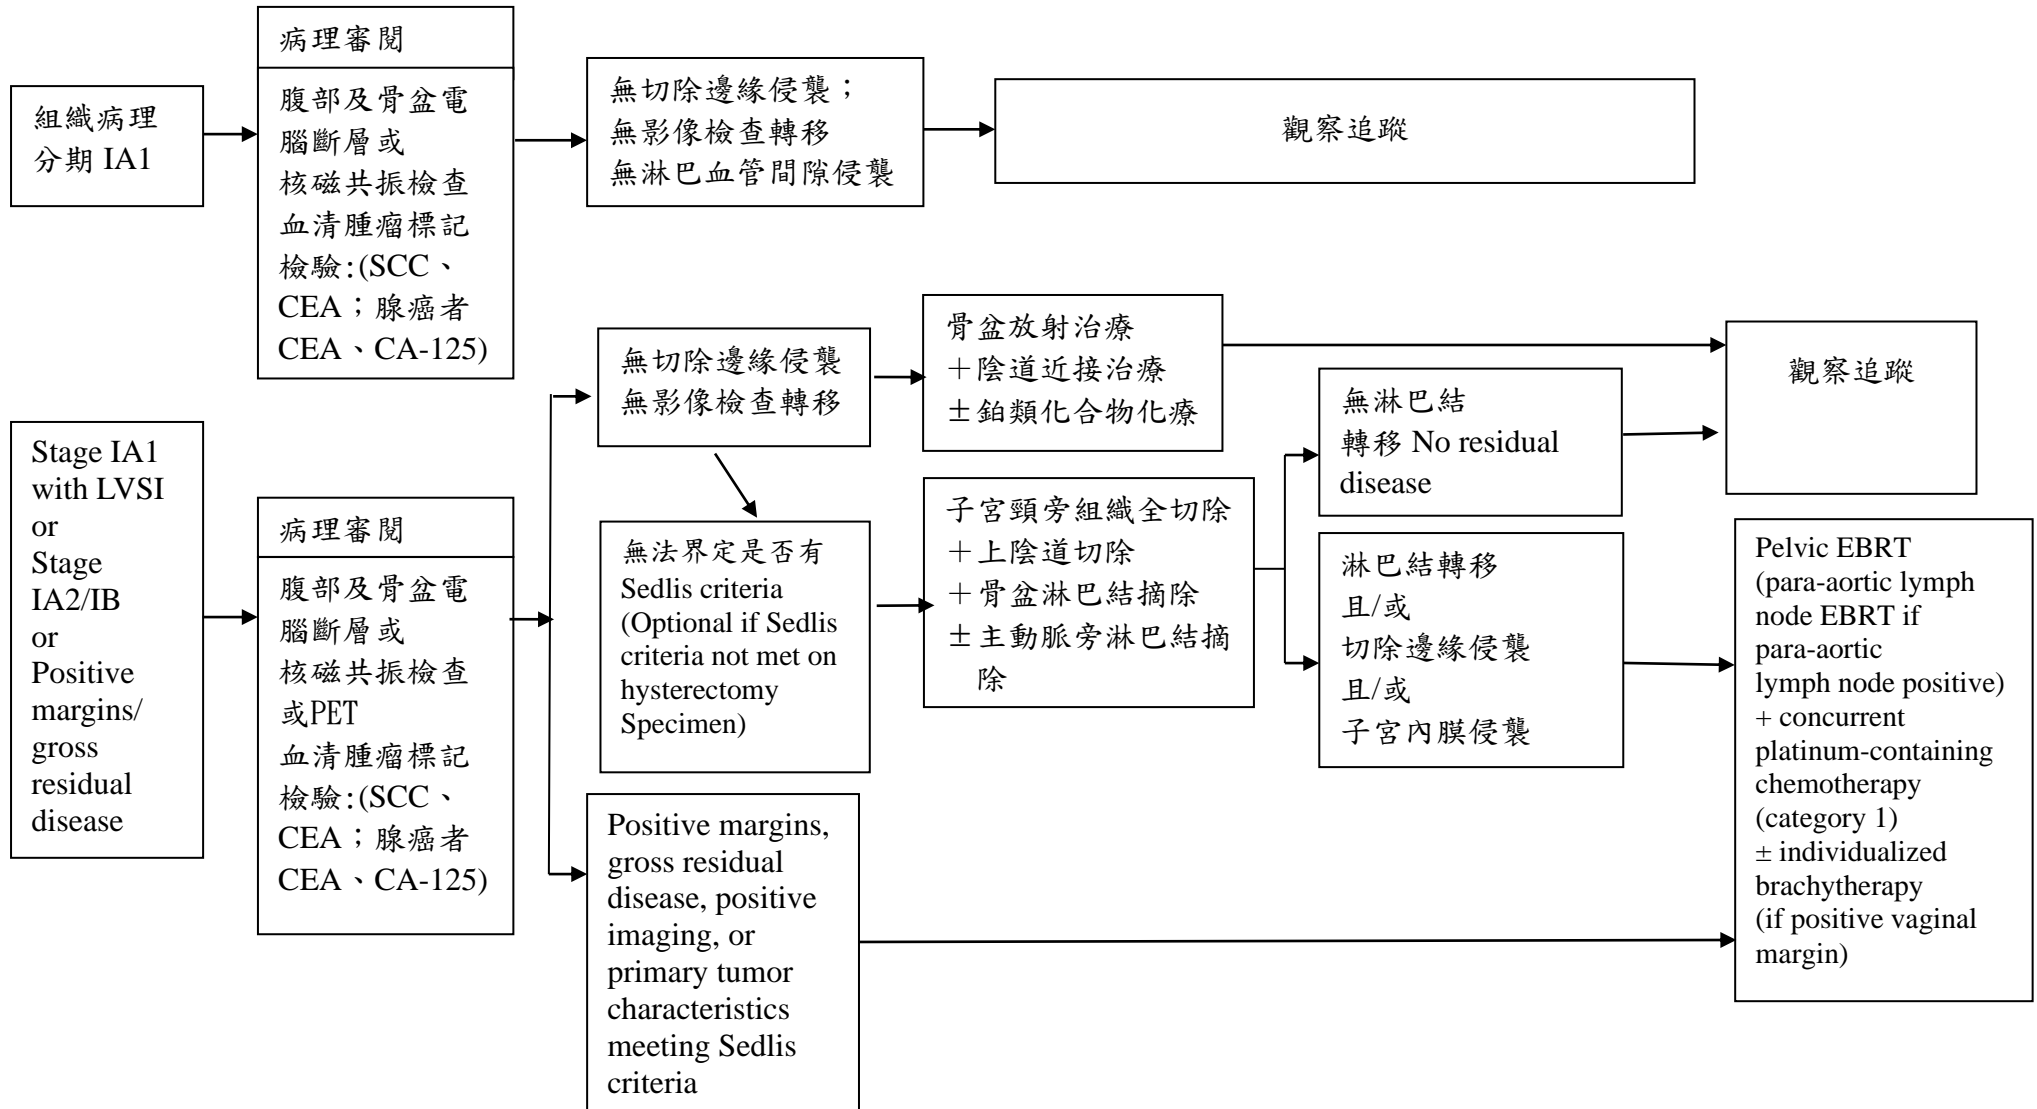 組織病理
分期 IA1
病理審閱
腹部及骨盆電
腦斷層或
核磁共振檢查
血清腫瘤標記
檢驗:(SCC、
CEA；腺癌者
CEA、CA-125)
無切除邊緣侵襲；
無影像檢查轉移
無淋巴血管間隙侵襲
觀察追蹤
Stage IA1
with LVSI
or
Stage
IA2/IB
or
Positive
margins/
gross
residual
disease
病理審閱
腹部及骨盆電
腦斷層或
核磁共振檢查
或PET
血清腫瘤標記
檢驗:(SCC、
CEA；腺癌者
CEA、CA-125)
無切除邊緣侵襲
無影像檢查轉移
骨盆放射治療
＋陰道近接治療
±鉑類化合物化療
觀察追蹤
無法界定是否有
Sedlis criteria
(Optional if Sedlis
criteria not met on
hysterectomy
Specimen)
子宮頸旁組織全切除
＋上陰道切除
＋骨盆淋巴結摘除
±主動脈旁淋巴結摘
除
無淋巴結
轉移 No residual
disease
淋巴結轉移
且/或
切除邊緣侵襲
且/或
子宮內膜侵襲
Positive margins,
gross residual
disease, positive
imaging, or
primary tumor
characteristics
meeting Sedlis
criteria
Pelvic EBRT
(para-aortic lymph
node EBRT if
para-aortic
lymph node positive)
+ concurrent
platinum-containing
chemotherapy
(category 1)
± individualized
brachytherapy
(if positive vaginal
margin)